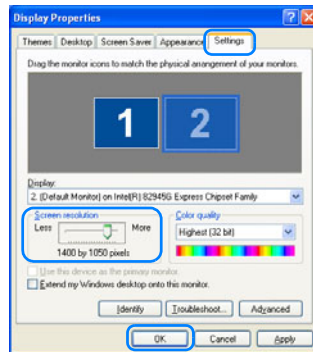 Display Properties
Themes Desktop Screen Saver Appearance Settings
Drag the monitor icons to match the physical arrangement of your monitors.
1 2
Display:
2. (Default Monitor) on Intel(R) 82945G Express Chipset Family
Screen resolution
Less More
1400 by 1050 pixels
Color quality
Highest (32 bit)
Use this device as the primary monitor.
Extend my Windows desktop onto this monitor.
Identify Troubleshoot... Advanced
OK Cancel Apply